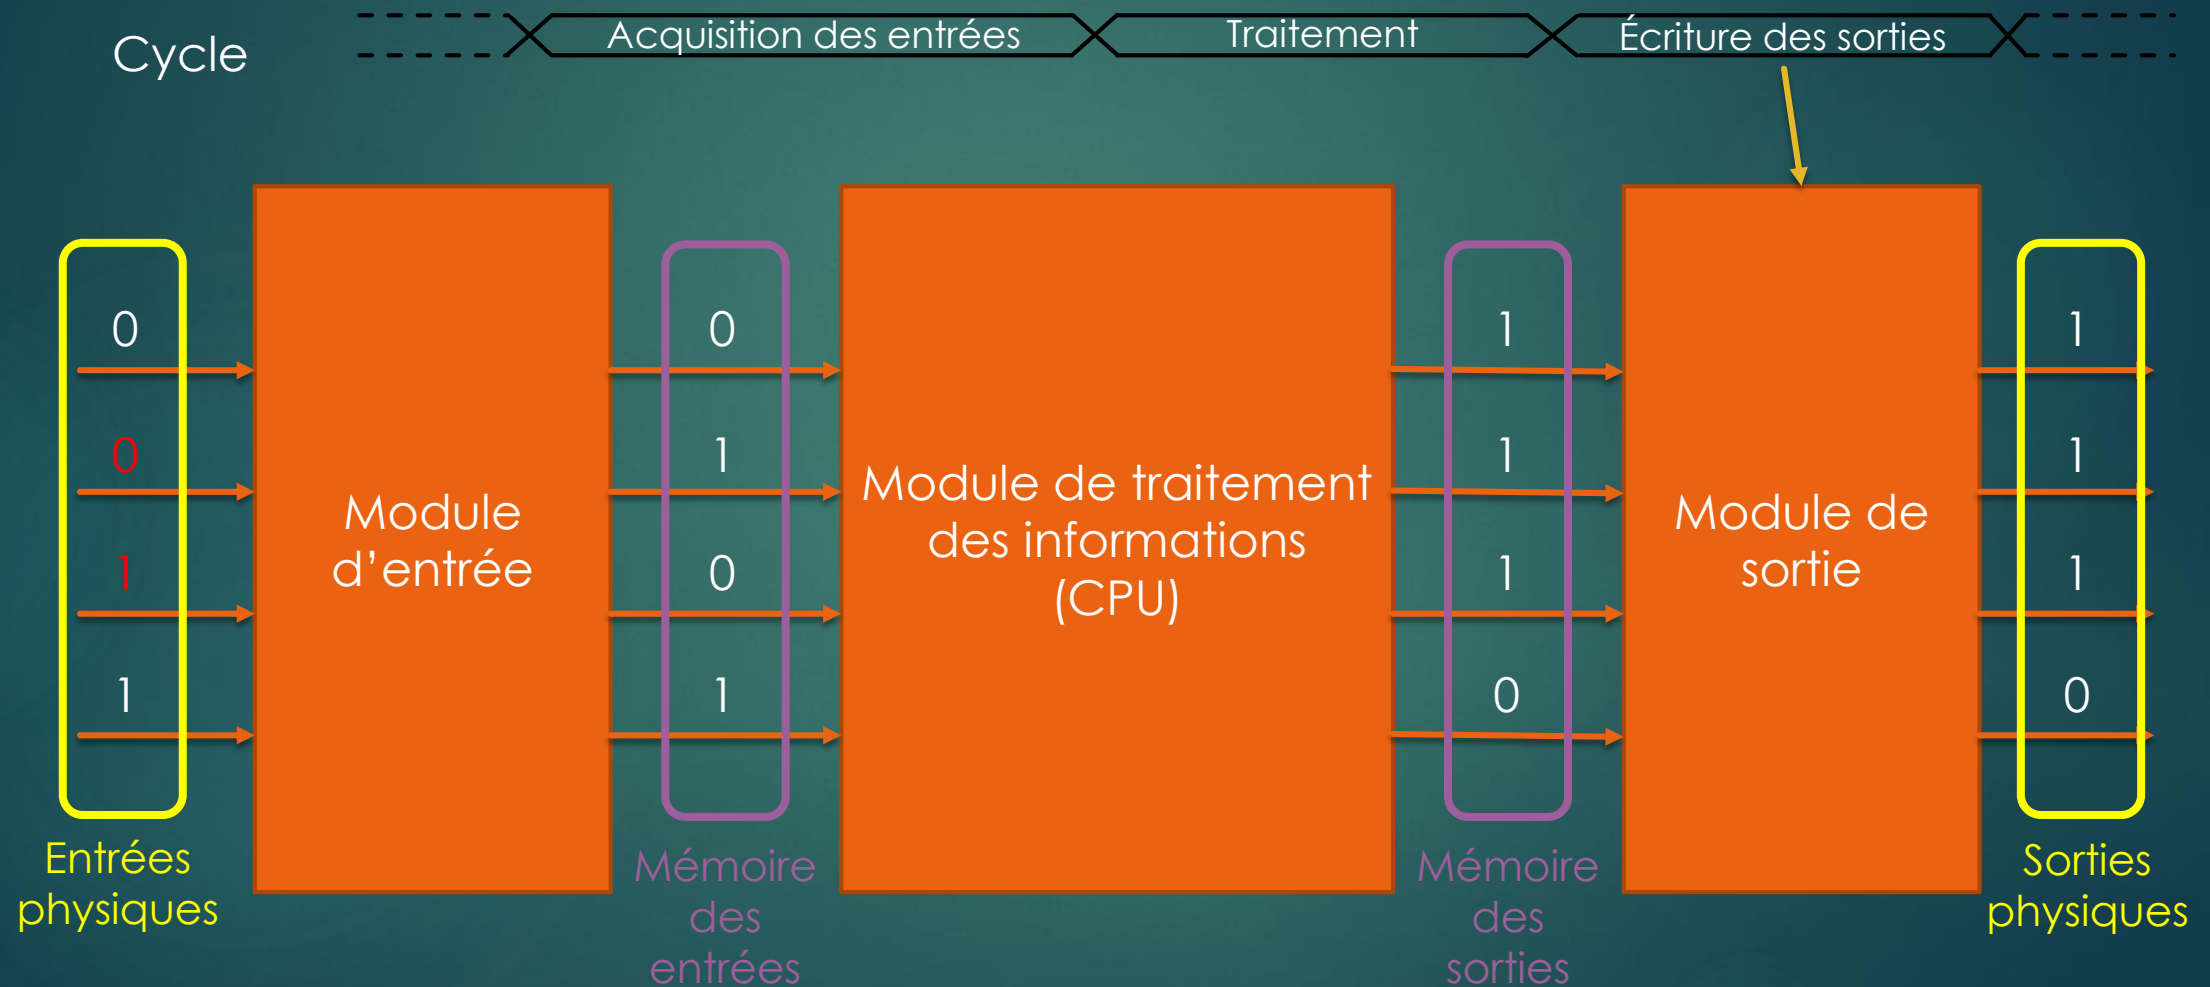 Cycle
Acquisition des entrées
Traitement
Écriture des sorties
0
0
1
1
Entrées
physiques
Module
d’entrée
0
1
0
1
Mémoire
des
entrées
Module de traitement
des informations
(CPU)
1
1
1
0
Mémoire
des
sorties
Module de
sortie
1
1
1
0
Sorties
physiques